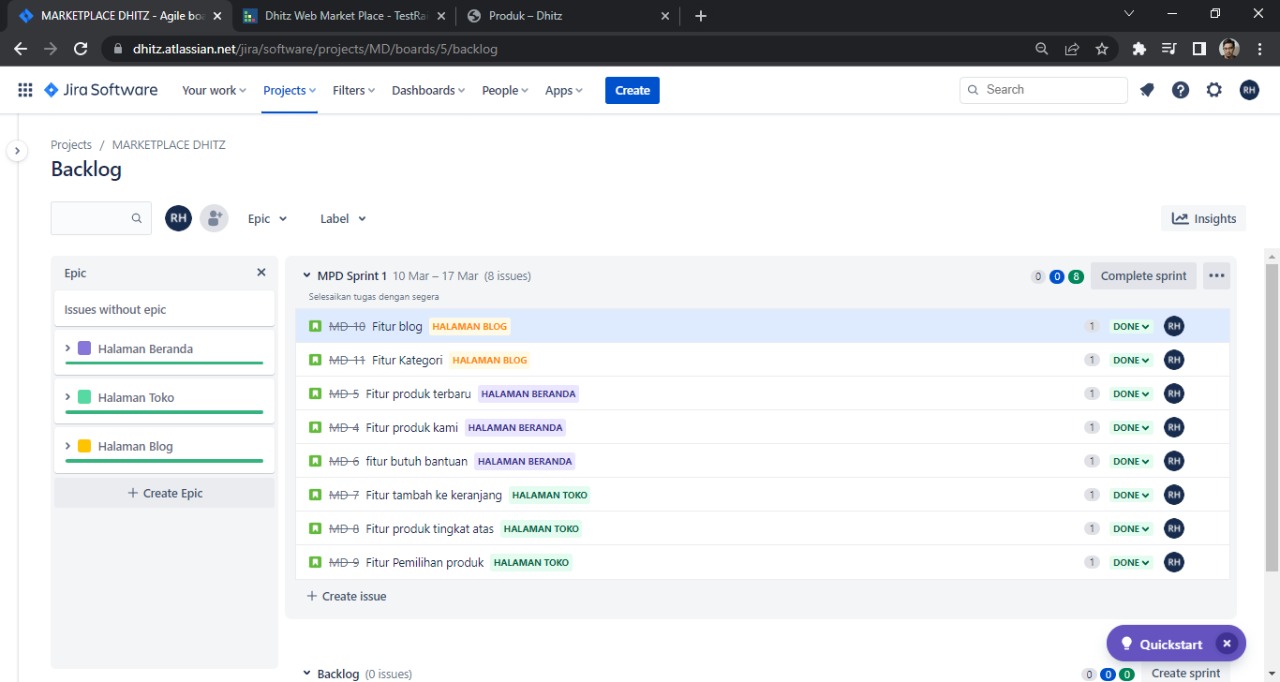 MARKETPLACE DHITZ - Agile boa
Dhitz Web Market Place - TestRai
Produk – Dhitz
dhitz.atlassian.net/jira/software/projects/MD/boards/5/backlog
Jira Software
Your work
Projects
Filters
Dashboards
People
Apps
Create
Search
RH
Projects / MARKETPLACE DHITZ
Backlog
RH
Epic
Label
Insights
Epic
Issues without epic
Halaman Beranda
Halaman Toko
Halaman Blog
+ Create Epic
MPD Sprint 1 10 Mar – 17 Mar (8 issues)
0 0 8 Complete sprint
Selesaikan tugas dengan segera
MD-10 Fitur blog HALAMAN BLOG 1 DONE RH
MD-11 Fitur Kategori HALAMAN BLOG 1 DONE RH
MD-5 Fitur produk terbaru HALAMAN BERANDA 1 DONE RH
MD-4 Fitur produk kami HALAMAN BERANDA 1 DONE RH
MD-6 fitur butuh bantuan HALAMAN BERANDA 1 DONE RH
MD-7 Fitur tambah ke keranjang HALAMAN TOKO 1 DONE RH
MD-8 Fitur produk tingkat atas HALAMAN TOKO 1 DONE RH
MD-9 Fitur Pemilihan produk HALAMAN TOKO 1 DONE RH
+ Create issue
Quickstart
Backlog (0 issues)
0 0 0 Create sprint